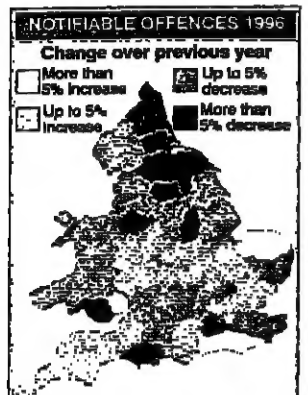 NOTIFIABLE OFFENCES 1996
Change over previous year
More than
5% increase
Up to 5%
decrease
Up to 5%
increase
More than
5% decrease